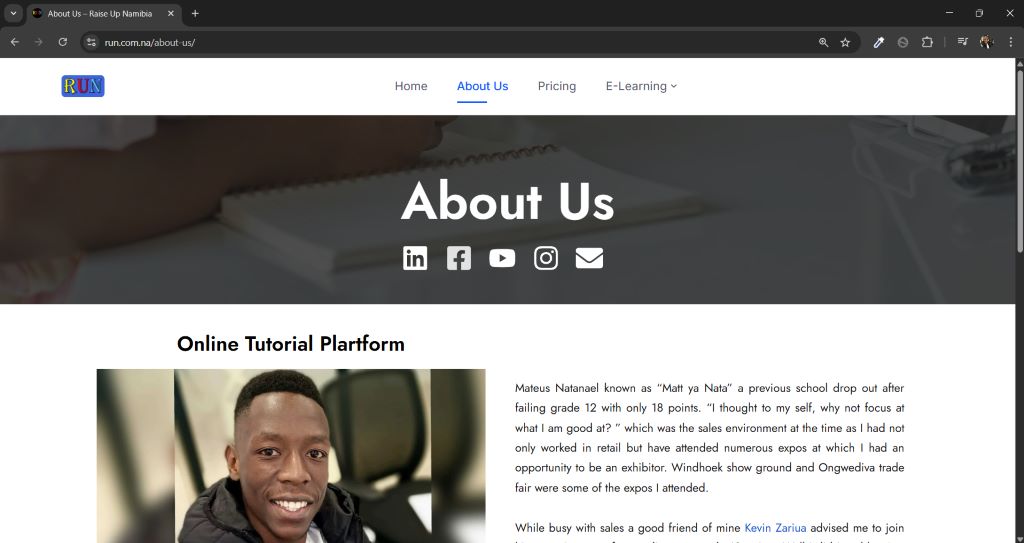 About Us – Raise Up Namibia
run.com.na/about-us/
RUN
Home
About Us
Pricing
E-Learning
About Us
Online Tutorial Plartform
Mateus Natanael known as “Matt ya Nata” a previous school drop out after
failing grade 12 with only 18 points. “I thought to my self, why not focus at
what I am good at? ” which was the sales environment at the time as I had not
only worked in retail but have attended numerous expos at which I had an
opportunity to be an exhibitor. Windhoek show ground and Ongwediva trade
fair were some of the expos I attended.
While busy with sales a good friend of mine Kevin Zariua advised me to join